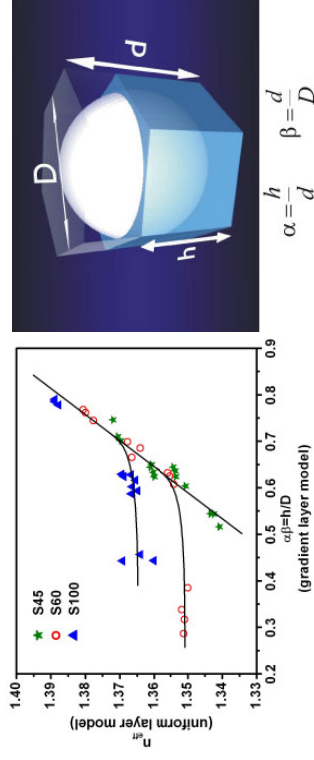 1.40
1.39
1.38
1.37
1.36
1.35
1.34
1.33
n_eff
(uniform layer model)
S45
S60
S100
0.2 0.3 0.4 0.5 0.6 0.7 0.8 0.9
αβ=h/D
(gradient layer model)
D
d
h
α=h/d β=d/D